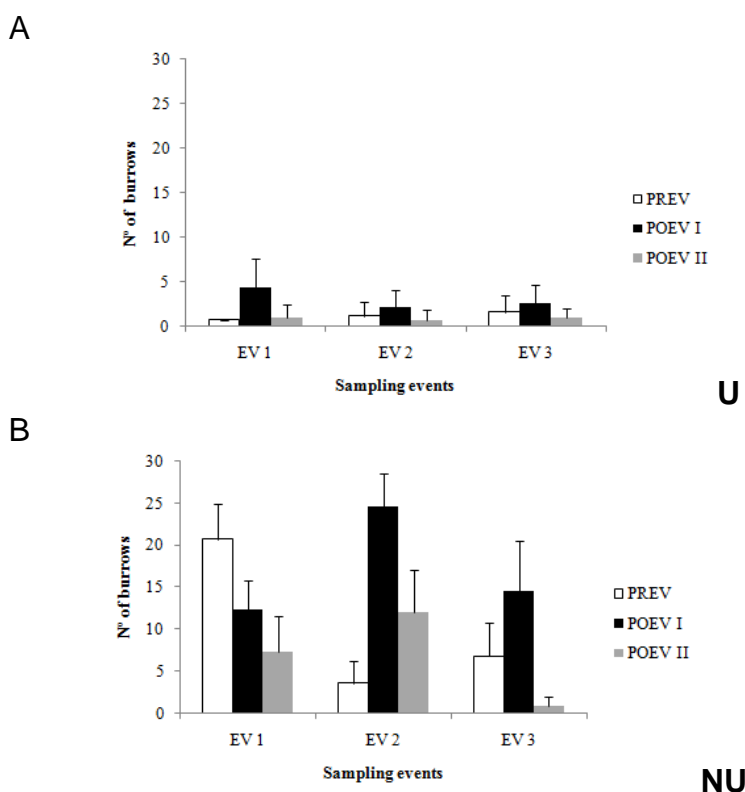 A
30
25
20
15
10
5
0
Nº of burrows
EV 1 EV 2 EV 3
Sampling events
PREV
POEV I
POEV II
U
B
30
25
20
15
10
5
0
Nº of burrows
EV 1 EV 2 EV 3
Sampling events
PREV
POEV I
POEV II
NU